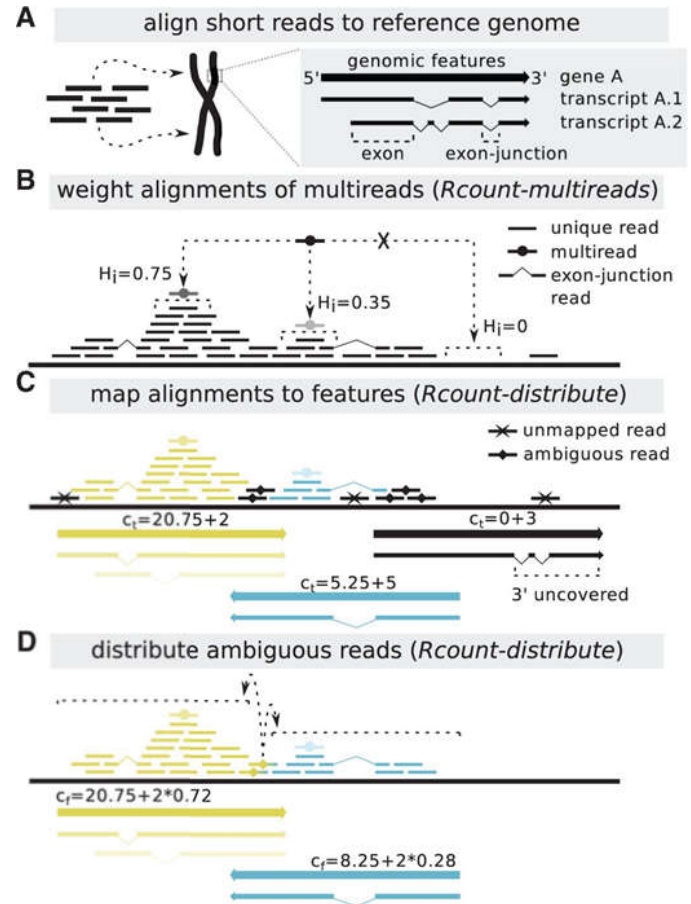 A align short reads to reference genome
genomic features
5' 3' gene A
transcript A.1
transcript A.2
exon exon-junction
B weight alignments of multireads (Rcount-multireads)
unique read
multiread
exon-junction
read
Hi=0.75
Hi=0.35
Hi=0
C map alignments to features (Rcount-distribute)
unmapped read
ambiguous read
ct=20.75+2
ct=0+3
ct=5.25+5
3' uncovered
D distribute ambiguous reads (Rcount-distribute)
cf=20.75+2*0.72
cf=8.25+2*0.28